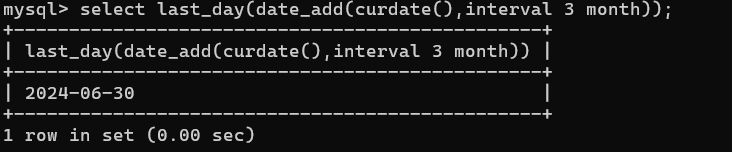 mysql> select last_day(date_add(curdate(),interval 3 month));
+------------------------------------------------+
| last_day(date_add(curdate(),interval 3 month)) |
+------------------------------------------------+
| 2024-06-30                                     |
+------------------------------------------------+
1 row in set (0.00 sec)